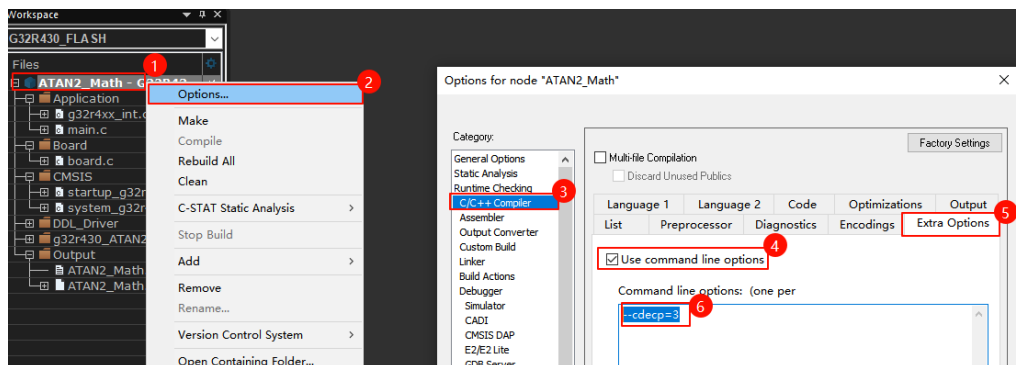 Workspace
G32R430_FLASH
Files
1
ATAN2_Math - G32R43
Application
g32r4xx_int.c
main.c
Board
board.c
CMSIS
startup_g32r
system_g32r
DDL_Driver
g32r430_ATAN2
Output
ATAN2_Math
ATAN2_Math
2
Options...
Make
Compile
Rebuild All
Clean
C-STAT Static Analysis
Stop Build
Add
Remove
Rename...
Version Control System
Open Containing Folder...
Options for node "ATAN2_Math"
Category:
General Options
Static Analysis
Runtime Checking
3
C/C++ Compiler
Assembler
Output Converter
Custom Build
Linker
Build Actions
Debugger
Simulator
CADI
CMSIS DAP
E2/E2 Lite
GDB Server
Factory Settings
Multi-file Compilation
Discard Unused Publics
Language 1 Language 2 Code Optimizations Output
5
List Preprocessor Diagnostics Encodings Extra Options
4
Use command line options
Command line options: (one per
--cdecp=3
6